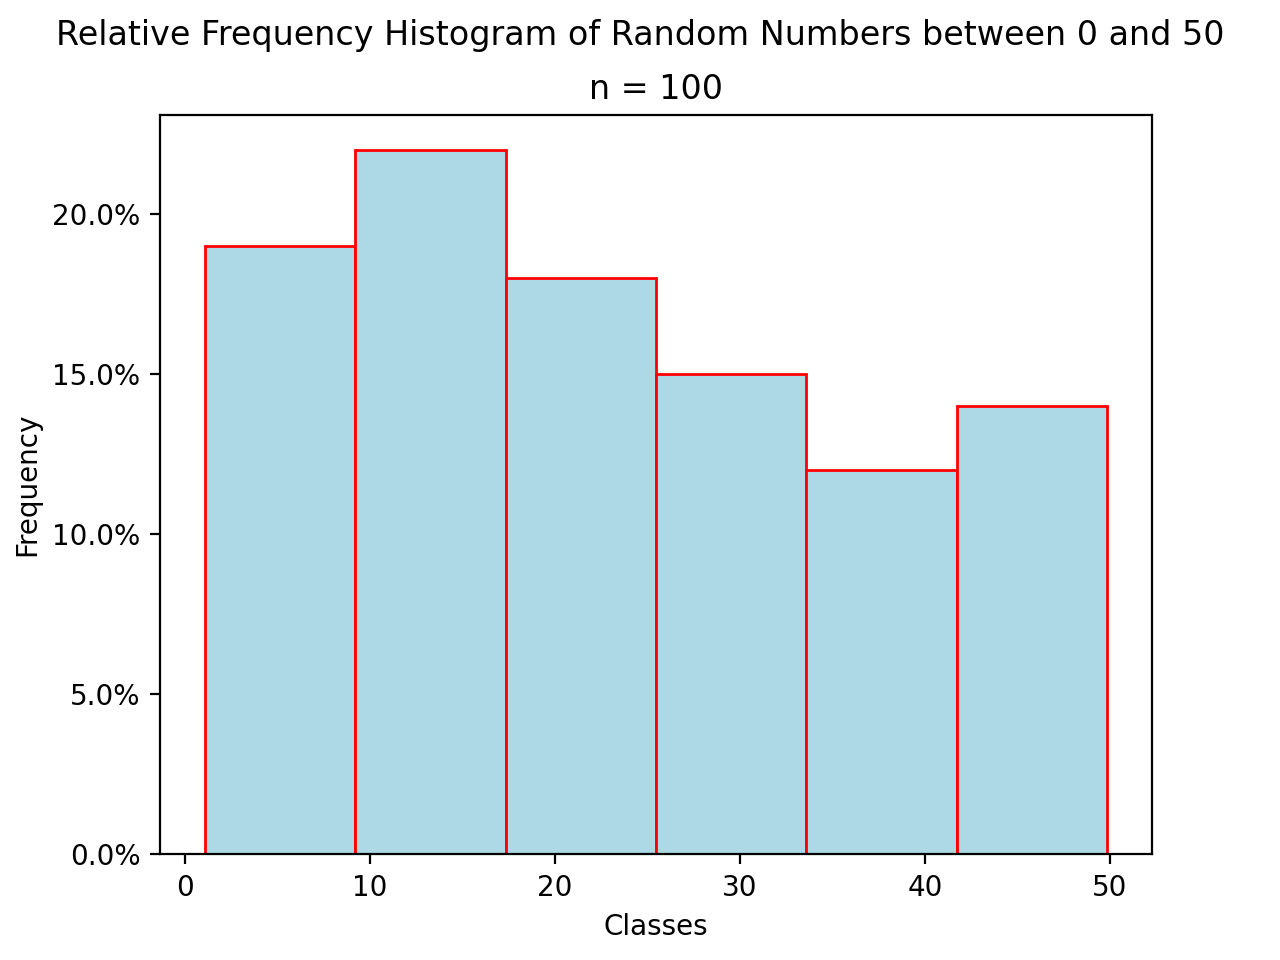 Relative Frequency Histogram of Random Numbers between 0 and 50
n = 100
20.0%
15.0%
10.0%
5.0%
0.0%
Frequency
0 10 20 30 40 50
Classes